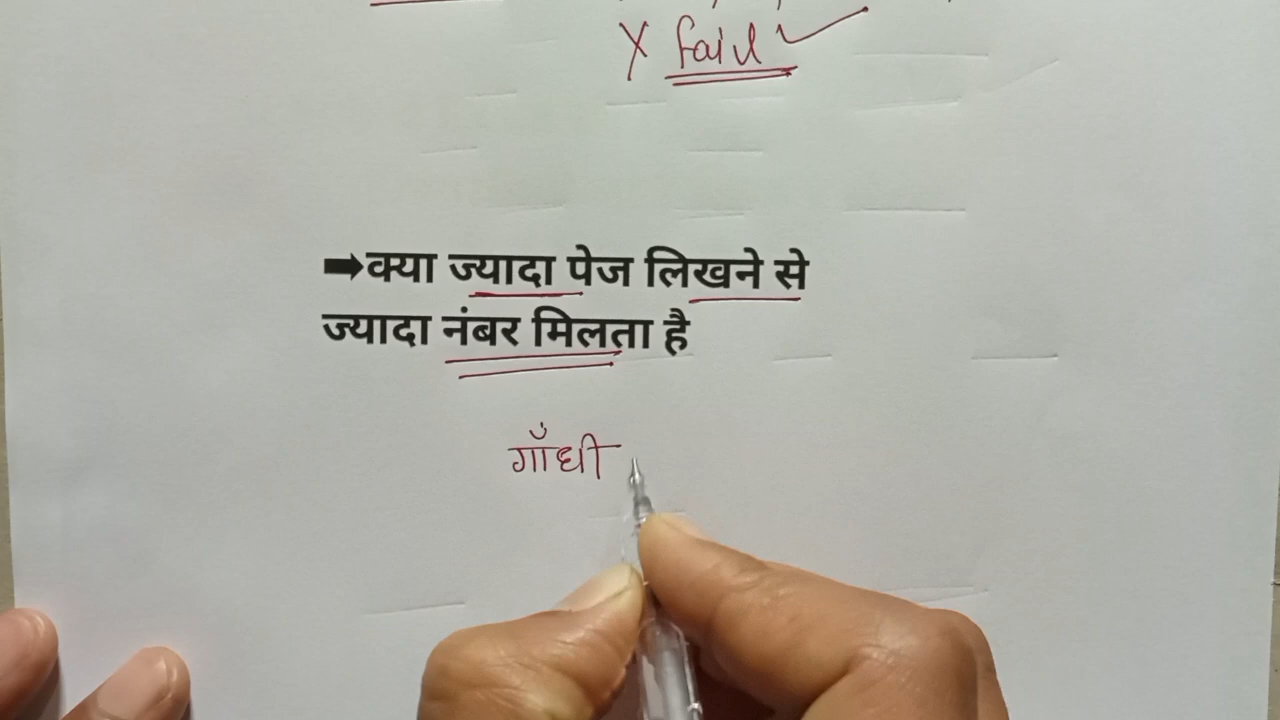 X Fail ✓
➡क्या ज्यादा पेज लिखने से
ज्यादा नंबर मिलता है
गाँधी